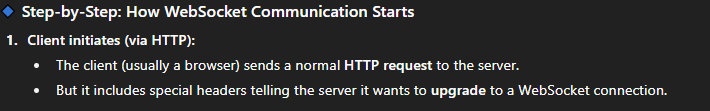 🔹 Step-by-Step: How WebSocket Communication Starts
1. Client initiates (via HTTP):
• The client (usually a browser) sends a normal HTTP request to the server.
• But it includes special headers telling the server it wants to upgrade to a WebSocket connection.